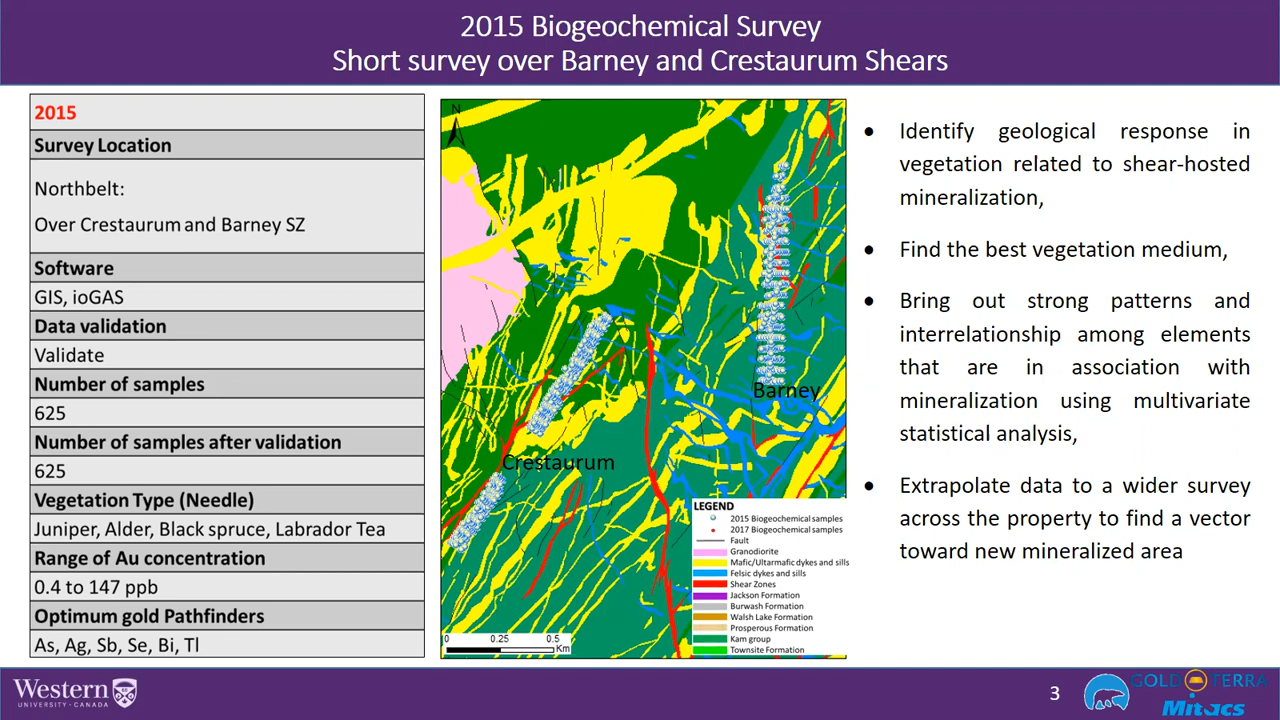 2015 Biogeochemical Survey
Short survey over Barney and Crestaurum Shears
2015
Survey Location
Northbelt:
Over Crestaurum and Barney SZ
Software
GIS, ioGAS
Data validation
Validate
Number of samples
625
Number of samples after validation
625
Vegetation Type (Needle)
Juniper, Alder, Black spruce, Labrador Tea
Range of Au concentration
0.4 to 147 ppb
Optimum gold Pathfinders
As, Ag, Sb, Se, Bi, Tl
N
Barney
Crestaurum
LEGEND
2015 Biogeochemical samples
2017 Biogeochemical samples
Fault
Granodiorite
Mafic/Ultarmafic dykes and sills
Felsic dykes and sills
Shear Zones
Jackson Formation
Burwash Formation
Walsh Lake Formation
Prosperous Formation
Kam group
Townsite Formation
0 0.25 0.5
Km
• Identify geological response in
vegetation related to shear-hosted
mineralization,
• Find the best vegetation medium,
• Bring out strong patterns and
interrelationship among elements
that are in association with
mineralization using multivariate
statistical analysis,
• Extrapolate data to a wider survey
across the property to find a vector
toward new mineralized area
Western
UNIVERSITY · CANADA
3
GOLD TERRA
Mitacs